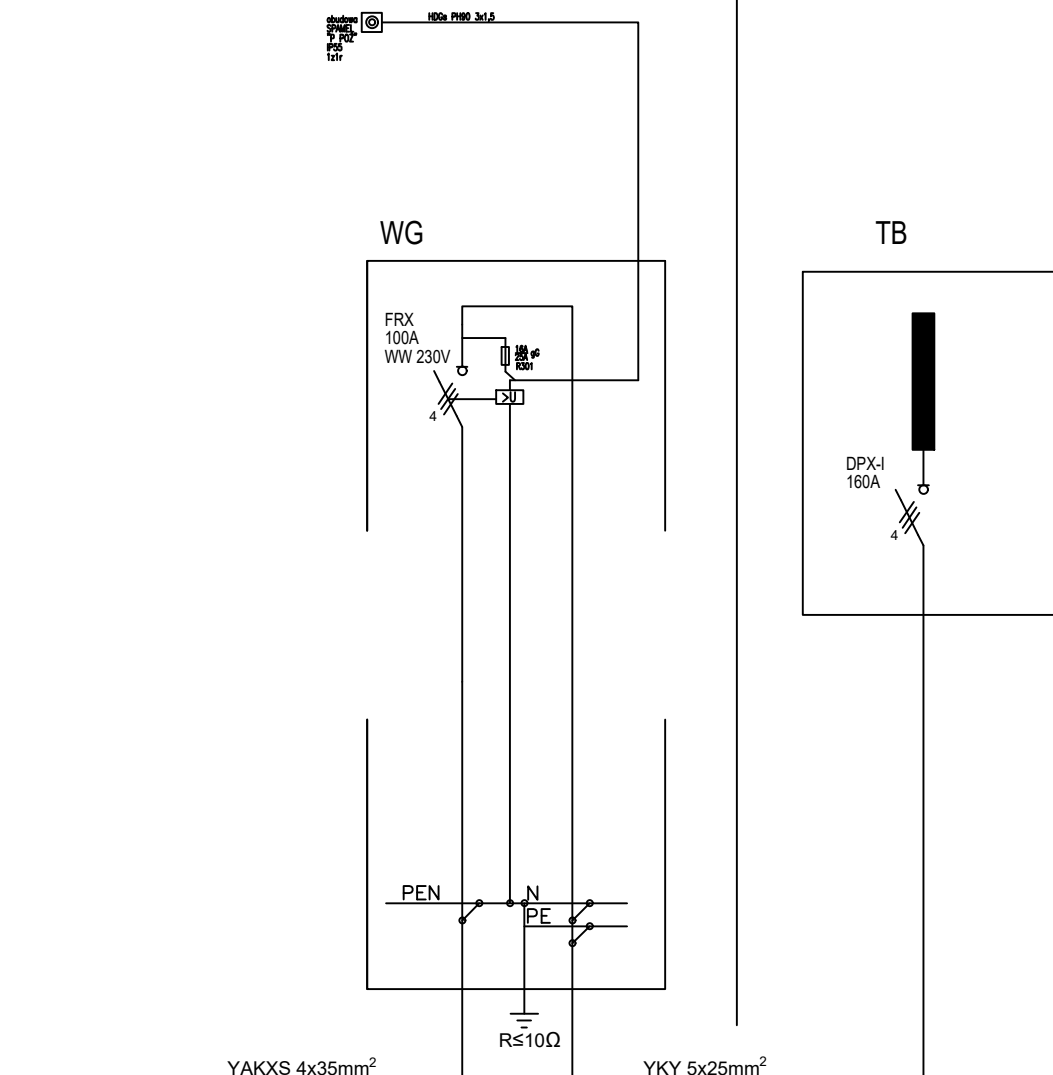 obudowa
SPAMEL
"P POŻ"
IP55
1z1r
HDGs PH90 3x1,5
WG
TB
FRX
100A
WW 230V
16A
25A gG
R301
>U
4
DPX-I
160A
4
PEN
N
PE
R≤10Ω
YAKXS 4x35mm²
YKY 5x25mm²